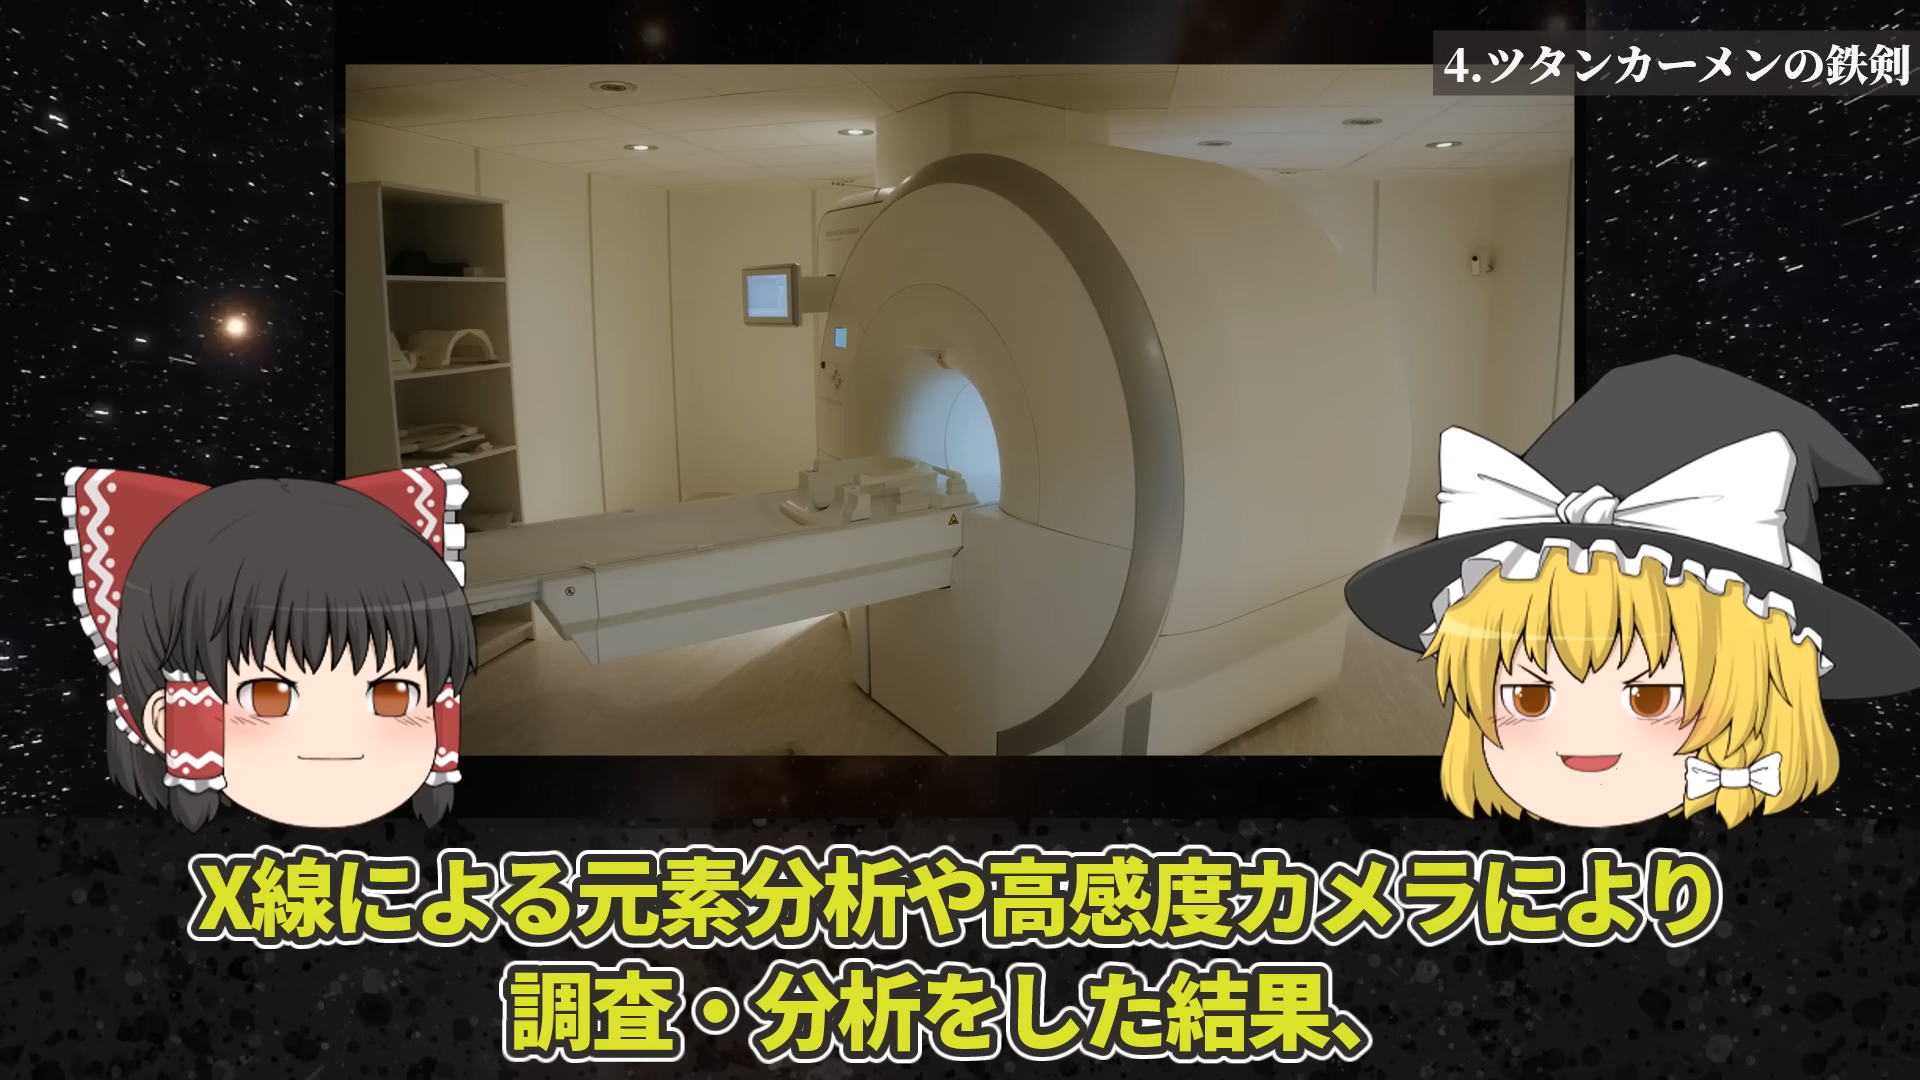 4.ツタンカーメンの鉄剣
X線による元素分析や高感度カメラにより
調査・分析をした結果、